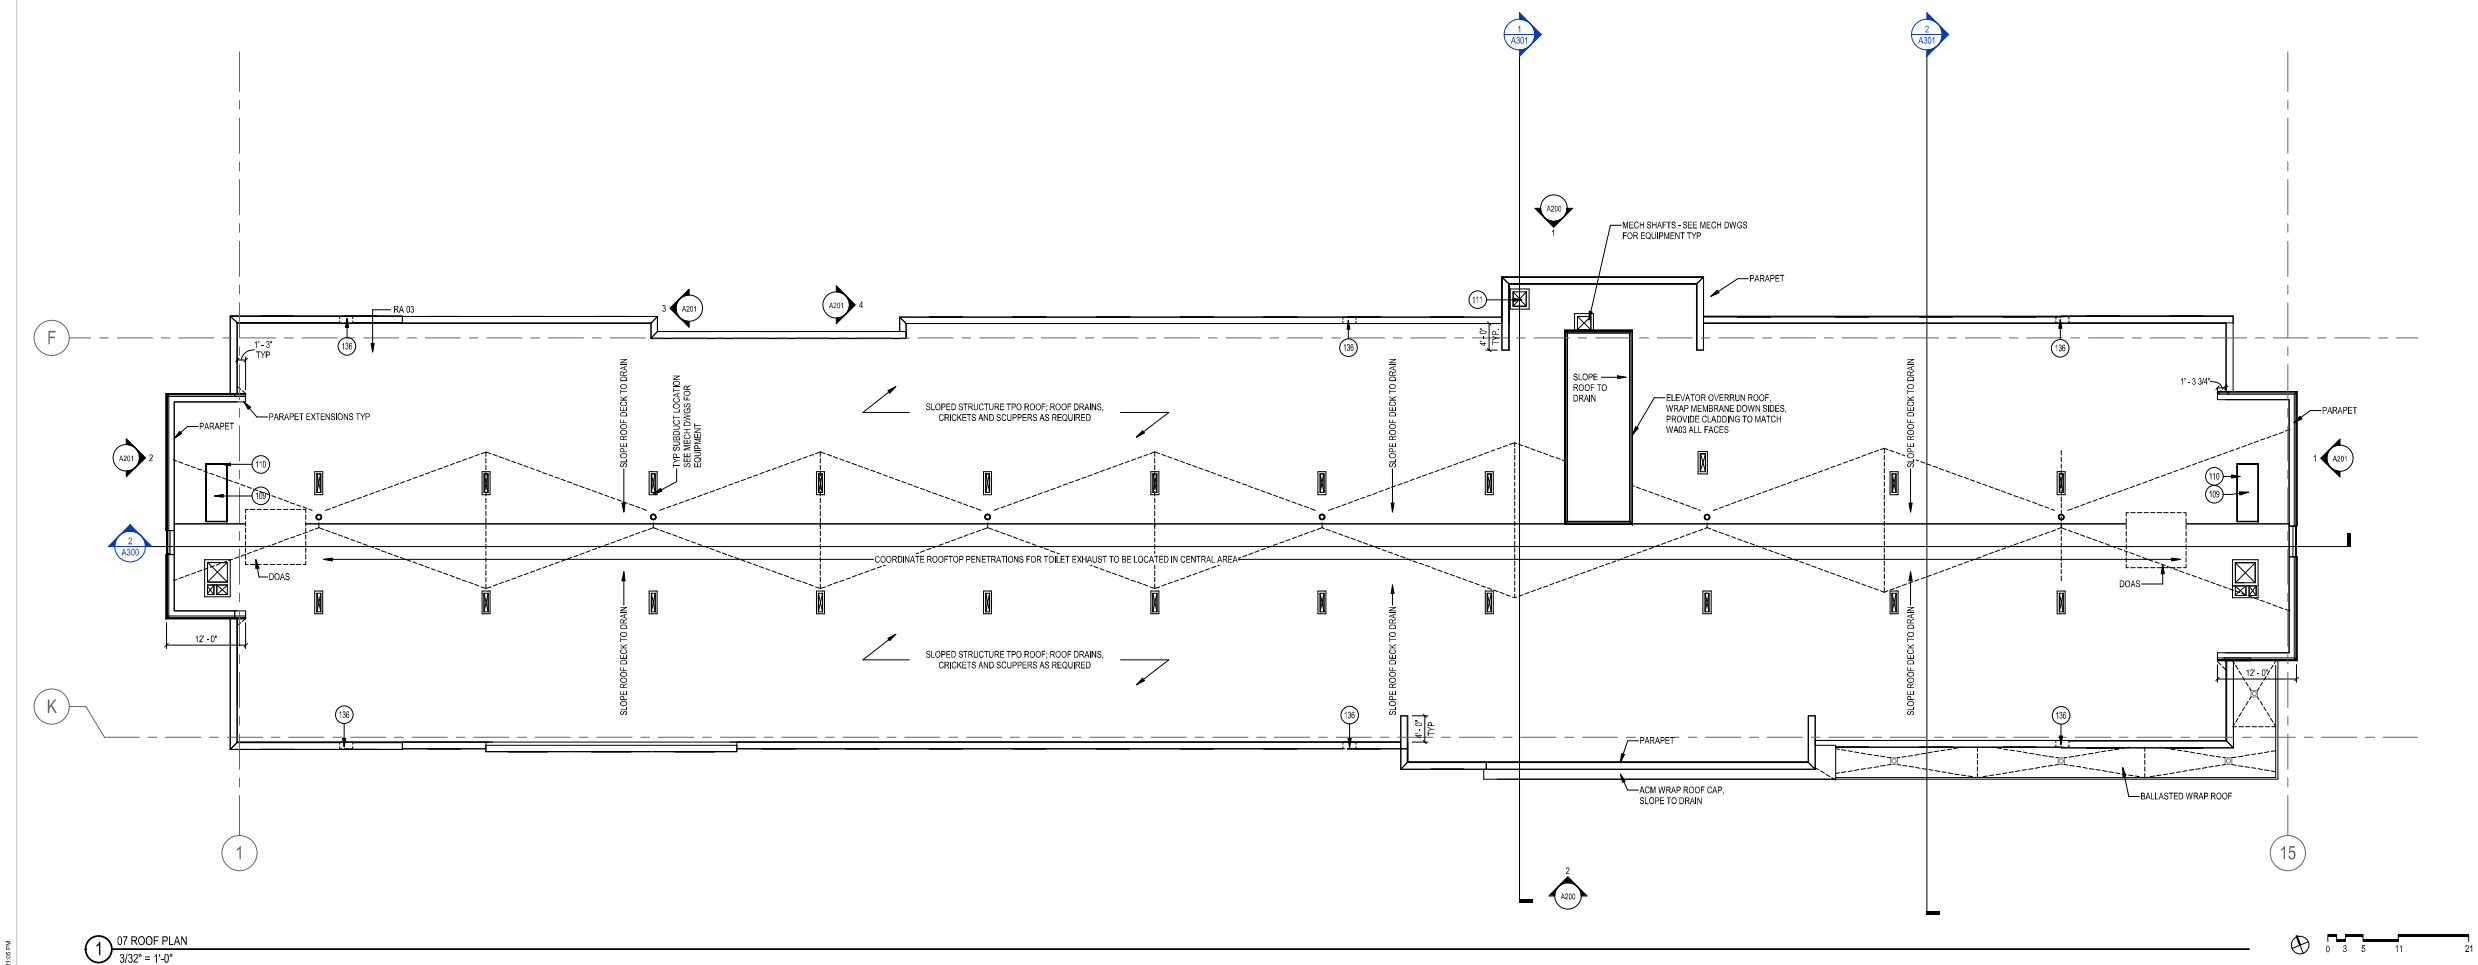 1
A301
2
A301
A200
1
MECH SHAFTS - SEE MECH DWGS
FOR EQUIPMENT TYP
PARAPET
111
RA 03
3
A201
A201
4
F
136
136
136
1' - 3"
TYP
4' - 0"
TYP.
SLOPE ROOF DECK TO DRAIN
TYP SUBDUCT LOCATION
SEE MECH DWGS FOR
EQUIPMENT
SLOPED STRUCTURE TPO ROOF; ROOF DRAINS,
CRICKETS AND SCUPPERS AS REQUIRED
SLOPE ROOF DECK TO DRAIN
SLOPE
ROOF TO
DRAIN
ELEVATOR OVERRUN ROOF,
WRAP MEMBRANE DOWN SIDES,
PROVIDE CLADDING TO MATCH
WA03 ALL FACES
SLOPE ROOF DECK TO DRAIN
1' - 3 3/4"
PARAPET EXTENSIONS TYP
PARAPET
PARAPET
A201
2
110
109
1
A201
110
109
2
A300
COORDINATE ROOFTOP PENETRATIONS FOR TOILET EXHAUST TO BE LOCATED IN CENTRAL AREA
DOAS
DOAS
12' - 0"
SLOPE ROOF DECK TO DRAIN
SLOPED STRUCTURE TPO ROOF; ROOF DRAINS,
CRICKETS AND SCUPPERS AS REQUIRED
SLOPE ROOF DECK TO DRAIN
SLOPE ROOF DECK TO DRAIN
12' - 0"
K
136
136
136
4' - 0"
TYP
PARAPET
ACM WRAP ROOF CAP,
SLOPE TO DRAIN
BALLASTED WRAP ROOF
1
15
2
A200
1
07 ROOF PLAN
3/32" = 1'-0"
0 3 5 11 21
21:05 PM